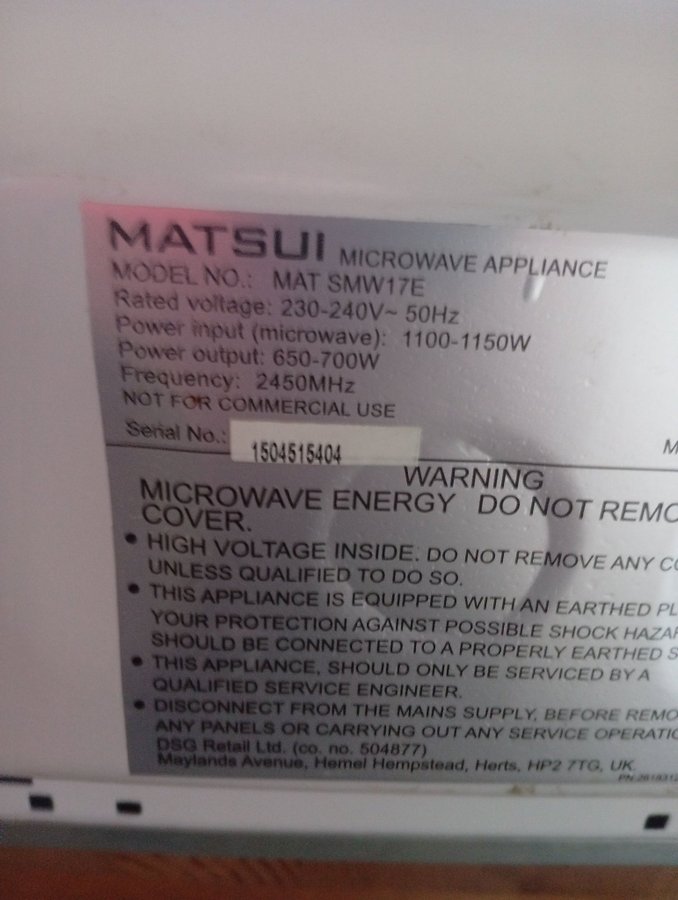 MATSUI MICROWAVE APPLIANCE
MODEL NO.: MAT SMW17E
Rated voltage: 230-240V~ 50Hz
Power input (microwave): 1100-1150W
Power output: 650-700W
Frequency: 2450MHz
NOT FOR COMMERCIAL USE
Serial No.: 1504515404
M
WARNING
MICROWAVE ENERGY DO NOT REMO
COVER.
• HIGH VOLTAGE INSIDE. DO NOT REMOVE ANY CO
UNLESS QUALIFIED TO DO SO.
• THIS APPLIANCE IS EQUIPPED WITH AN EARTHED PL
YOUR PROTECTION AGAINST POSSIBLE SHOCK HAZAR
SHOULD BE CONNECTED TO A PROPERLY EARTHED S
• THIS APPLIANCE, SHOULD ONLY BE SERVICED BY A
QUALIFIED SERVICE ENGINEER.
• DISCONNECT FROM THE MAINS SUPPLY, BEFORE REMO
ANY PANELS OR CARRYING OUT ANY SERVICE OPERATIO
DSG Retail Ltd. (co. no. 504877)
Maylands Avenue, Hemel Hempstead, Herts, HP2 7TG, UK.